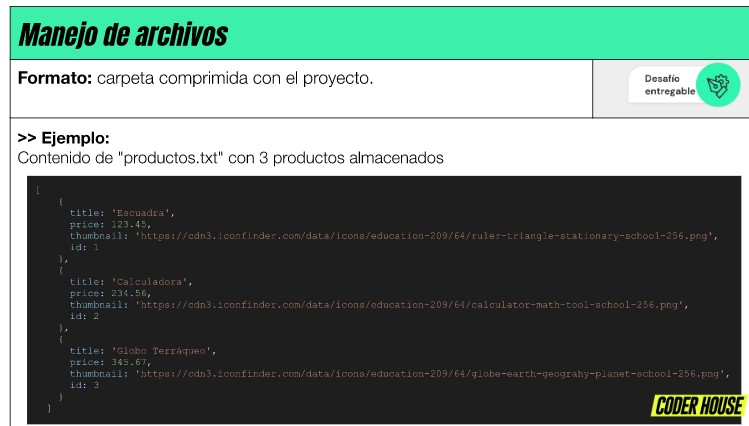 Manejo de archivos
Formato: carpeta comprimida con el proyecto.
Desafío
entregable
>> Ejemplo:
Contenido de "productos.txt" con 3 productos almacenados
[
{
title: 'Escuadra',
price: 123.45,
thumbnail: 'https://cdn3.iconfinder.com/data/icons/education-209/64/ruler-triangle-stationary-school-256.png',
id: 1
},
{
title: 'Calculadora',
price: 234.56,
thumbnail: 'https://cdn3.iconfinder.com/data/icons/education-209/64/calculator-math-tool-school-256.png',
id: 2
},
{
title: 'Globo Terráqueo',
price: 345.67,
thumbnail: 'https://cdn3.iconfinder.com/data/icons/education-209/64/globe-earth-geograhy-planet-school-256.png',
id: 3
}
]
CODER HOUSE